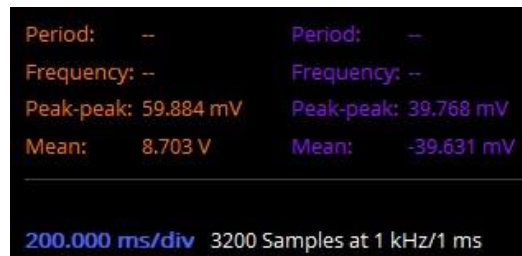 Period: -- Period: --
Frequency: -- Frequency: --
Peak-peak: 59.884 mV Peak-peak: 39.768 mV
Mean: 8.703 V Mean: -39.631 mV
200.000 ms/div 3200 Samples at 1 kHz/1 ms